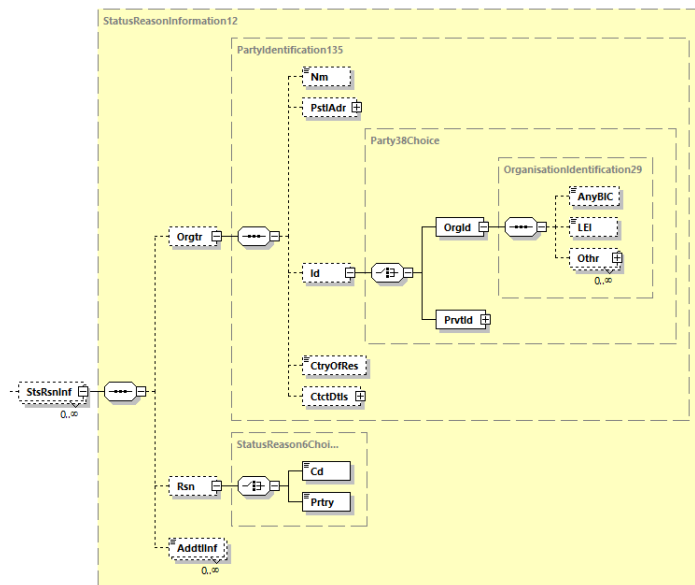 StatusReasonInformation12
PartyIdentification135
Nm
PstlAdr
Party38Choice
OrganisationIdentification29
AnyBIC
OrgId
LEI
Orgtr
Othr
0..∞
Id
PrvtId
CtryOfRes
StsRsnInf
CtctDtls
0..∞
StatusReason6Choi...
Cd
Rsn
Prtry
AddtlInf
0..∞